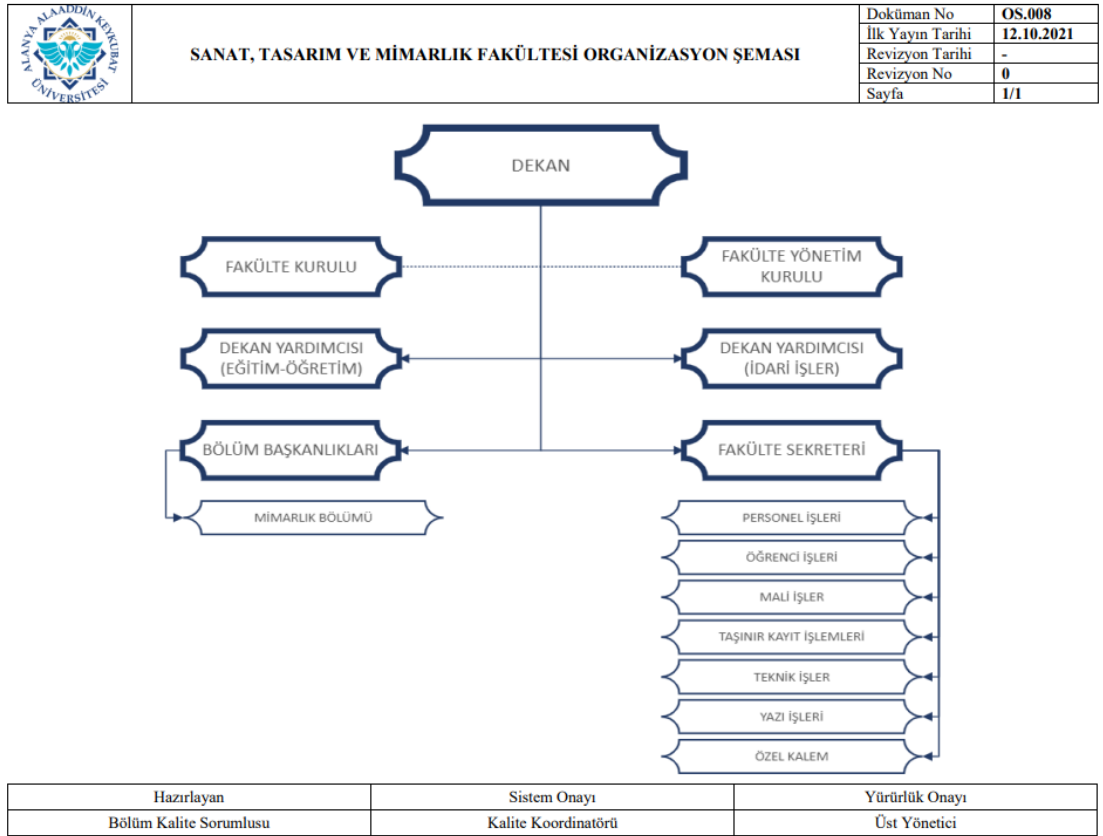 ALANYA ALAADDİN KEYKUBAT ÜNİVERSİTESİ
SANAT, TASARIM VE MİMARLIK FAKÜLTESİ ORGANİZASYON ŞEMASI
Doküman No OS.008
İlk Yayın Tarihi 12.10.2021
Revizyon Tarihi -
Revizyon No 0
Sayfa 1/1
DEKAN
FAKÜLTE KURULU
FAKÜLTE YÖNETİM
KURULU
DEKAN YARDIMCISI
(EĞİTİM-ÖĞRETİM)
DEKAN YARDIMCISI
(İDARİ İŞLER)
BÖLÜM BAŞKANLIKLARI
FAKÜLTE SEKRETERİ
MİMARLIK BÖLÜMÜ
PERSONEL İŞLERİ
ÖĞRENCİ İŞLERİ
MALİ İŞLER
TAŞINIR KAYIT İŞLEMLERİ
TEKNİK İŞLER
YAZI İŞLERİ
ÖZEL KALEM
Hazırlayan Sistem Onayı Yürürlük Onayı
Bölüm Kalite Sorumlusu Kalite Koordinatörü Üst Yönetici